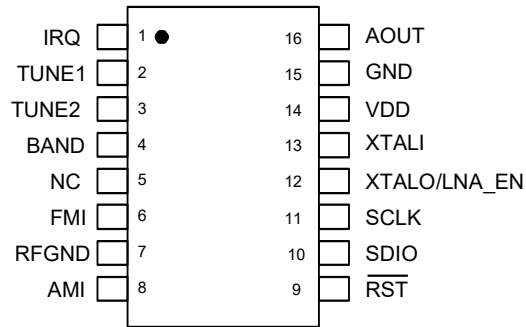 IRQ 1 16 AOUT
TUNE1 2 15 GND
TUNE2 3 14 VDD
BAND 4 13 XTALI
NC 5 12 XTALO/LNA_EN
FMI 6 11 SCLK
RFGND 7 10 SDIO
AMI 8 9 RST